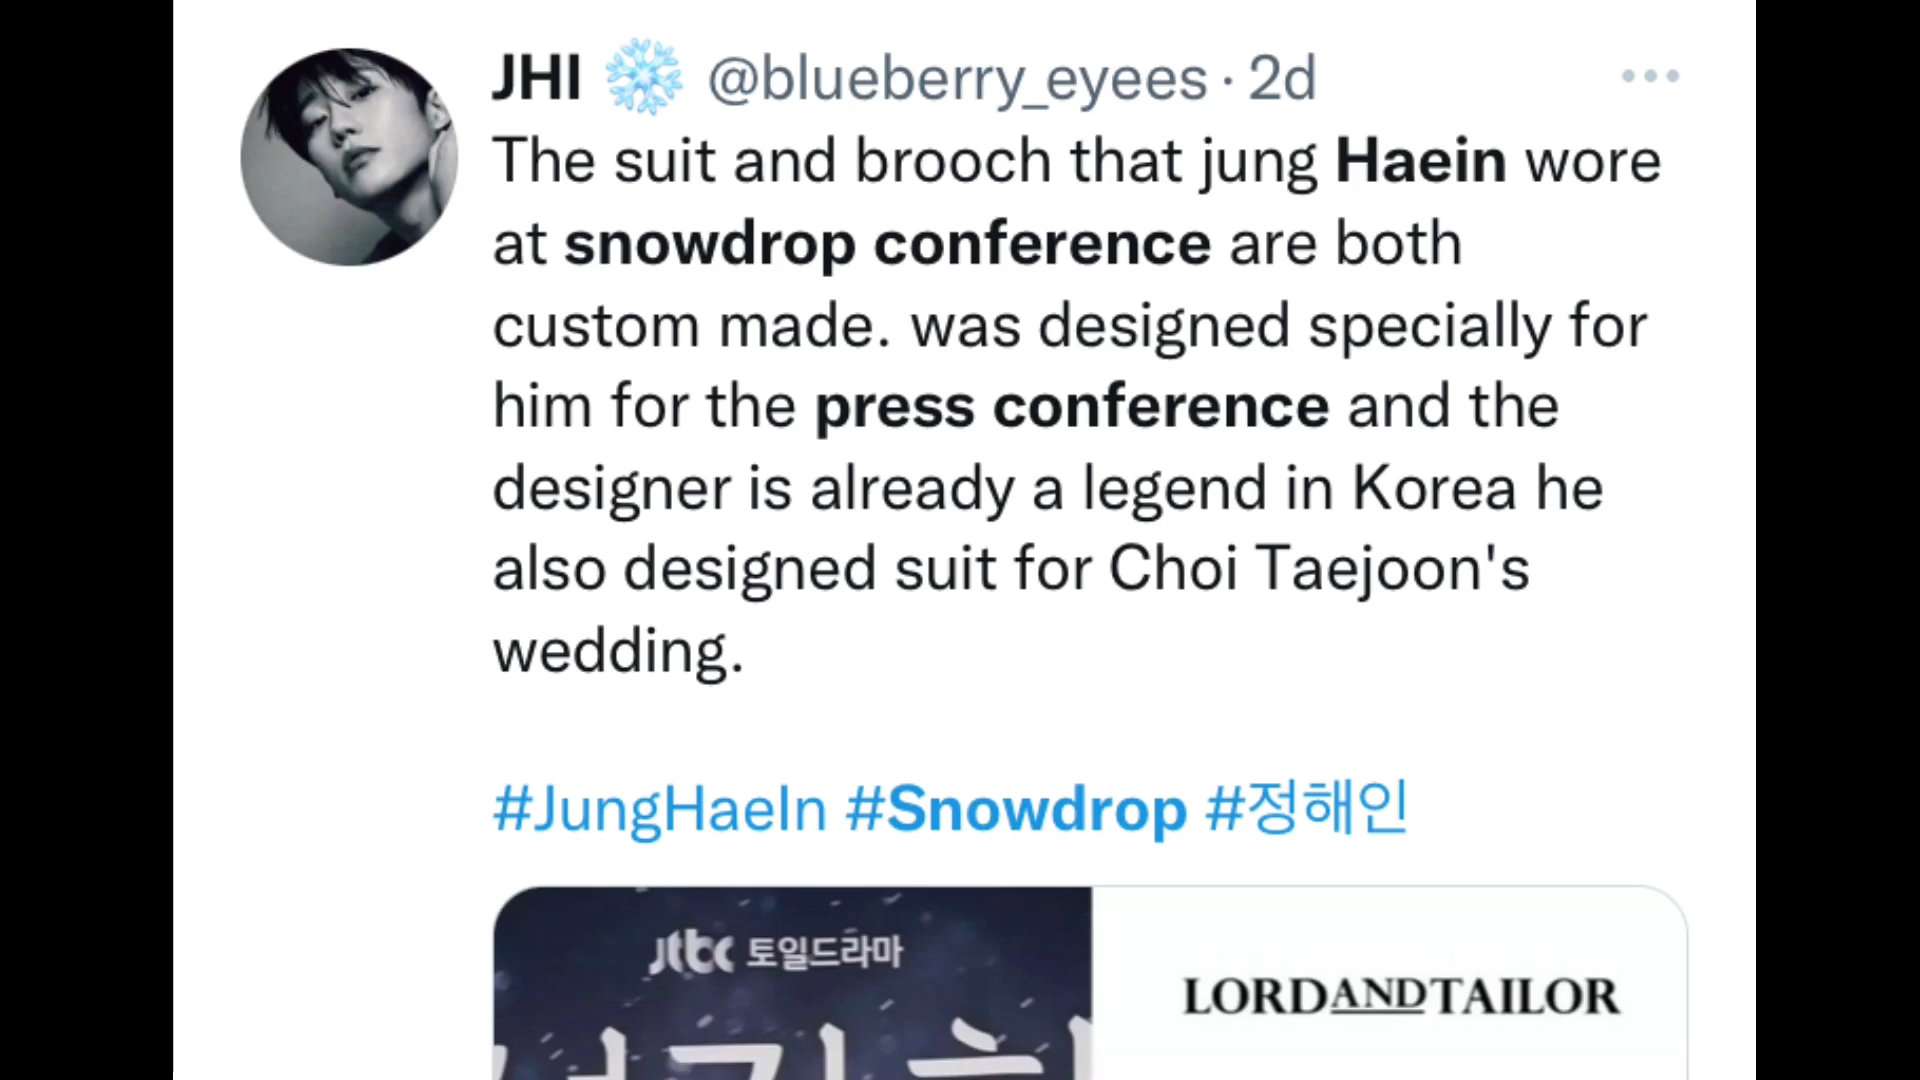 JHI ❄️ @blueberry_eyees · 2d
The suit and brooch that jung Haein wore
at snowdrop conference are both
custom made. was designed specially for
him for the press conference and the
designer is already a legend in Korea he
also designed suit for Choi Taejoon's
wedding.
#JungHaeIn #Snowdrop #정해인
Jtbc 토일드라마
LORDANDTAILOR